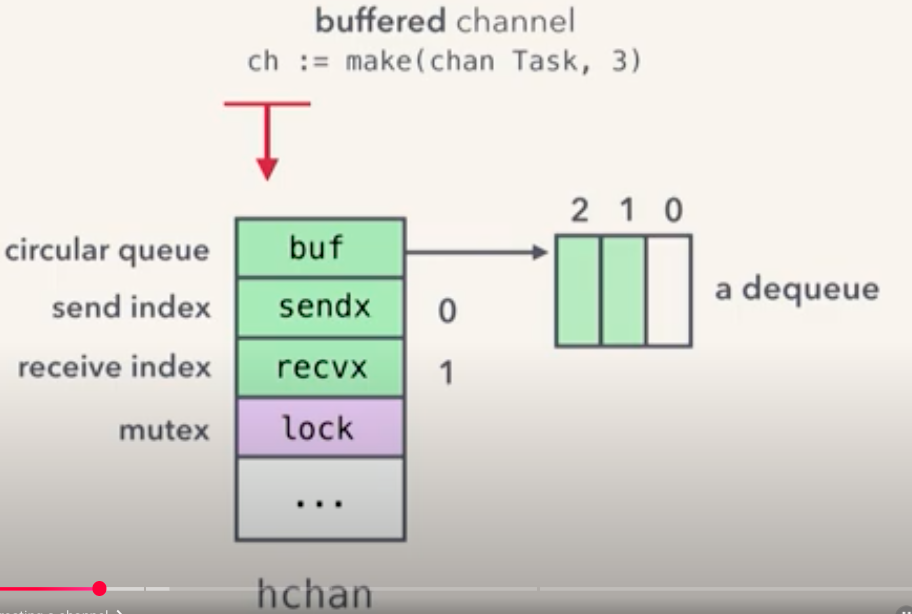 buffered channel
ch := make(chan Task, 3)
2 1 0
circular queue buf
a dequeue
send index sendx 0
receive index recvx 1
mutex lock
...
hchan